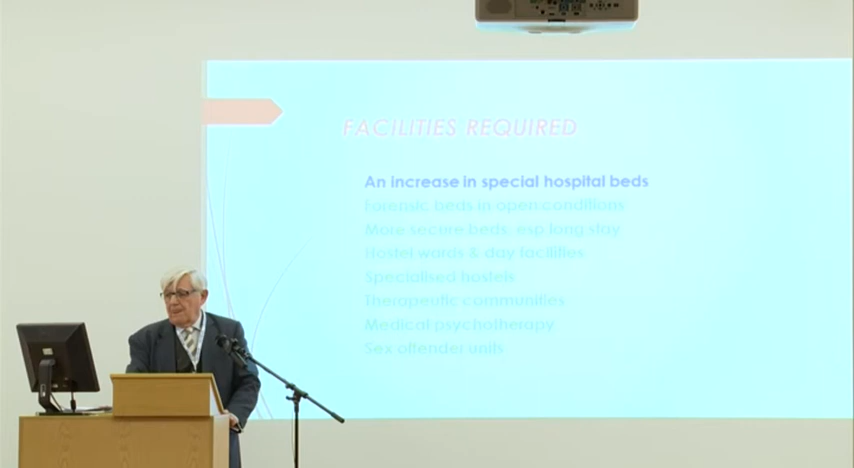 FACILITIES REQUIRED
An increase in special hospital beds
Forensic beds in open conditions
More secure beds, esp long stay
Hostel wards & day facilities
Specialised hostels
Therapeutic communities
Medical psychotherapy
Sex offender units